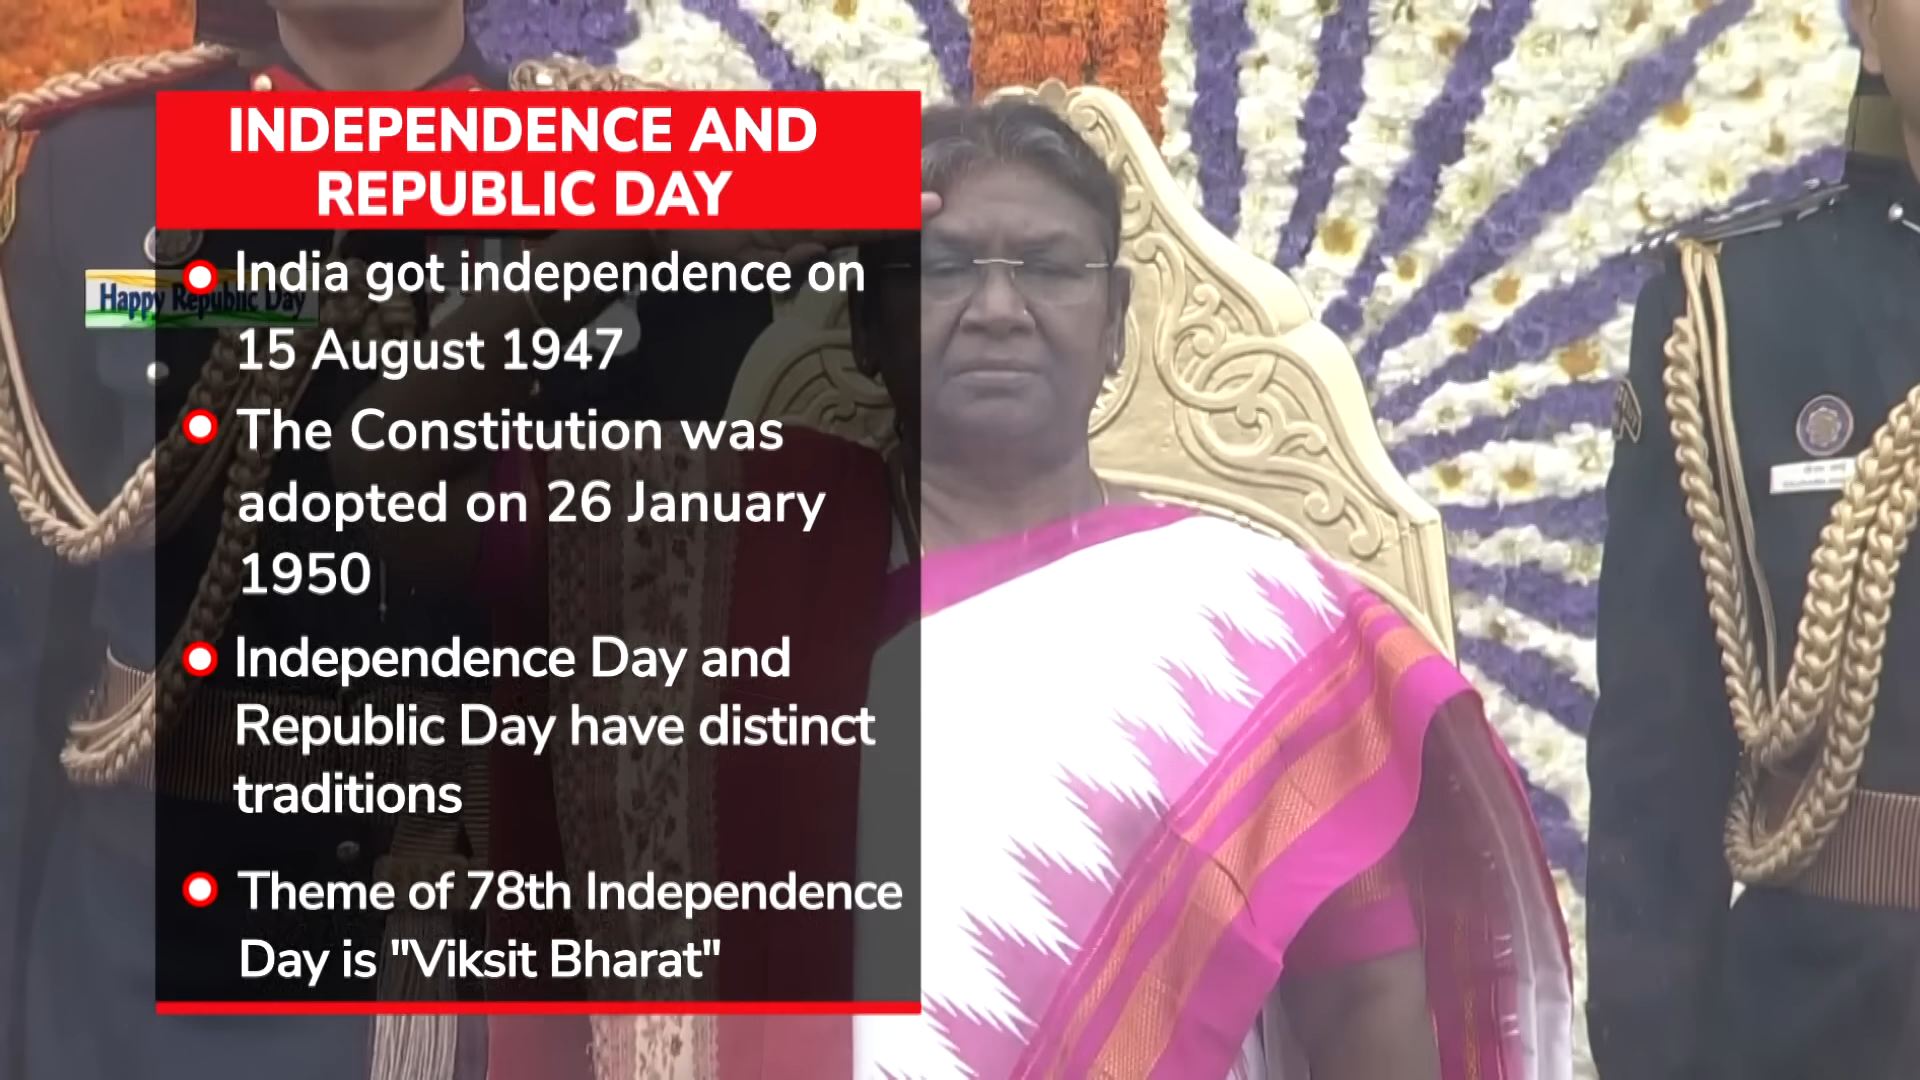 INDEPENDENCE AND
REPUBLIC DAY
India got independence on
15 August 1947
Happy Republic Day
The Constitution was
adopted on 26 January
1950
Independence Day and
Republic Day have distinct
traditions
Theme of 78th Independence
Day is "Viksit Bharat"